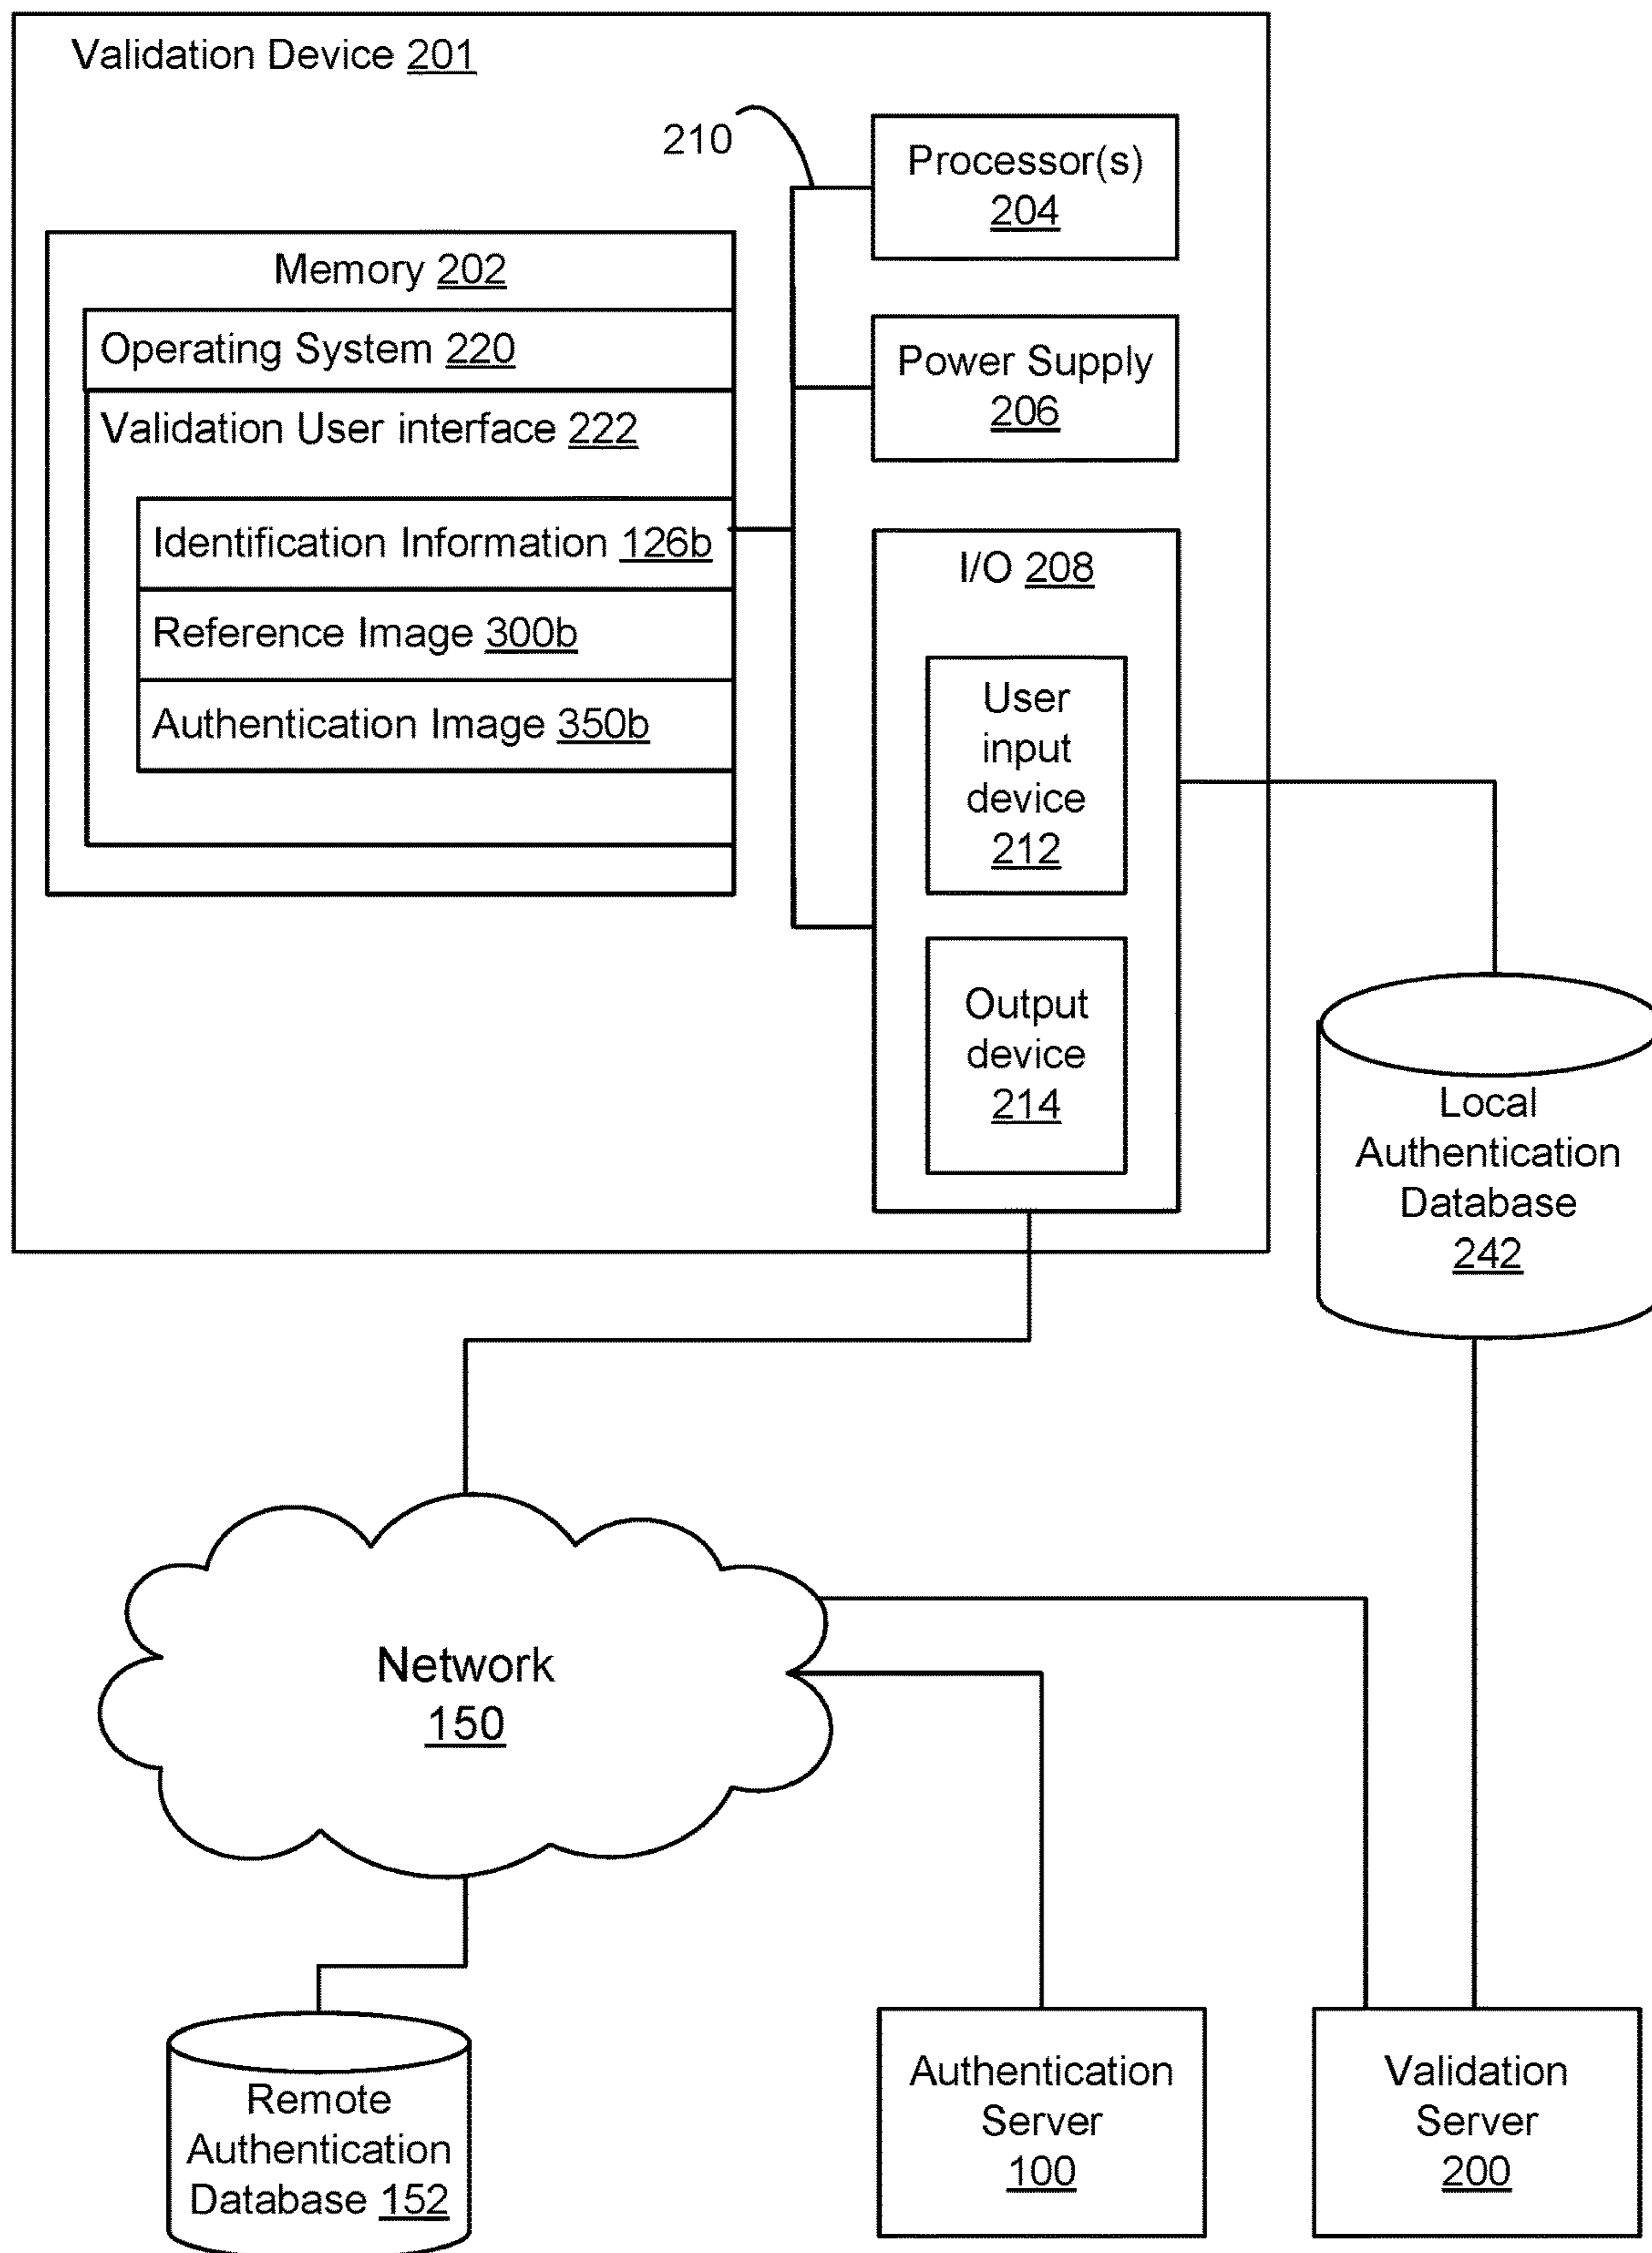 Validation Device 201
210
Processor(s)
204
Memory 202
Operating System 220
Power Supply
206
Validation User interface 222
Identification Information 126b
Reference Image 300b
Authentication Image 350b
I/O 208
User
input
device
212
Output
device
214
Local
Authentication
Database
242
Network
150
Remote
Authentication
Database 152
Authentication
Server
100
Validation
Server
200